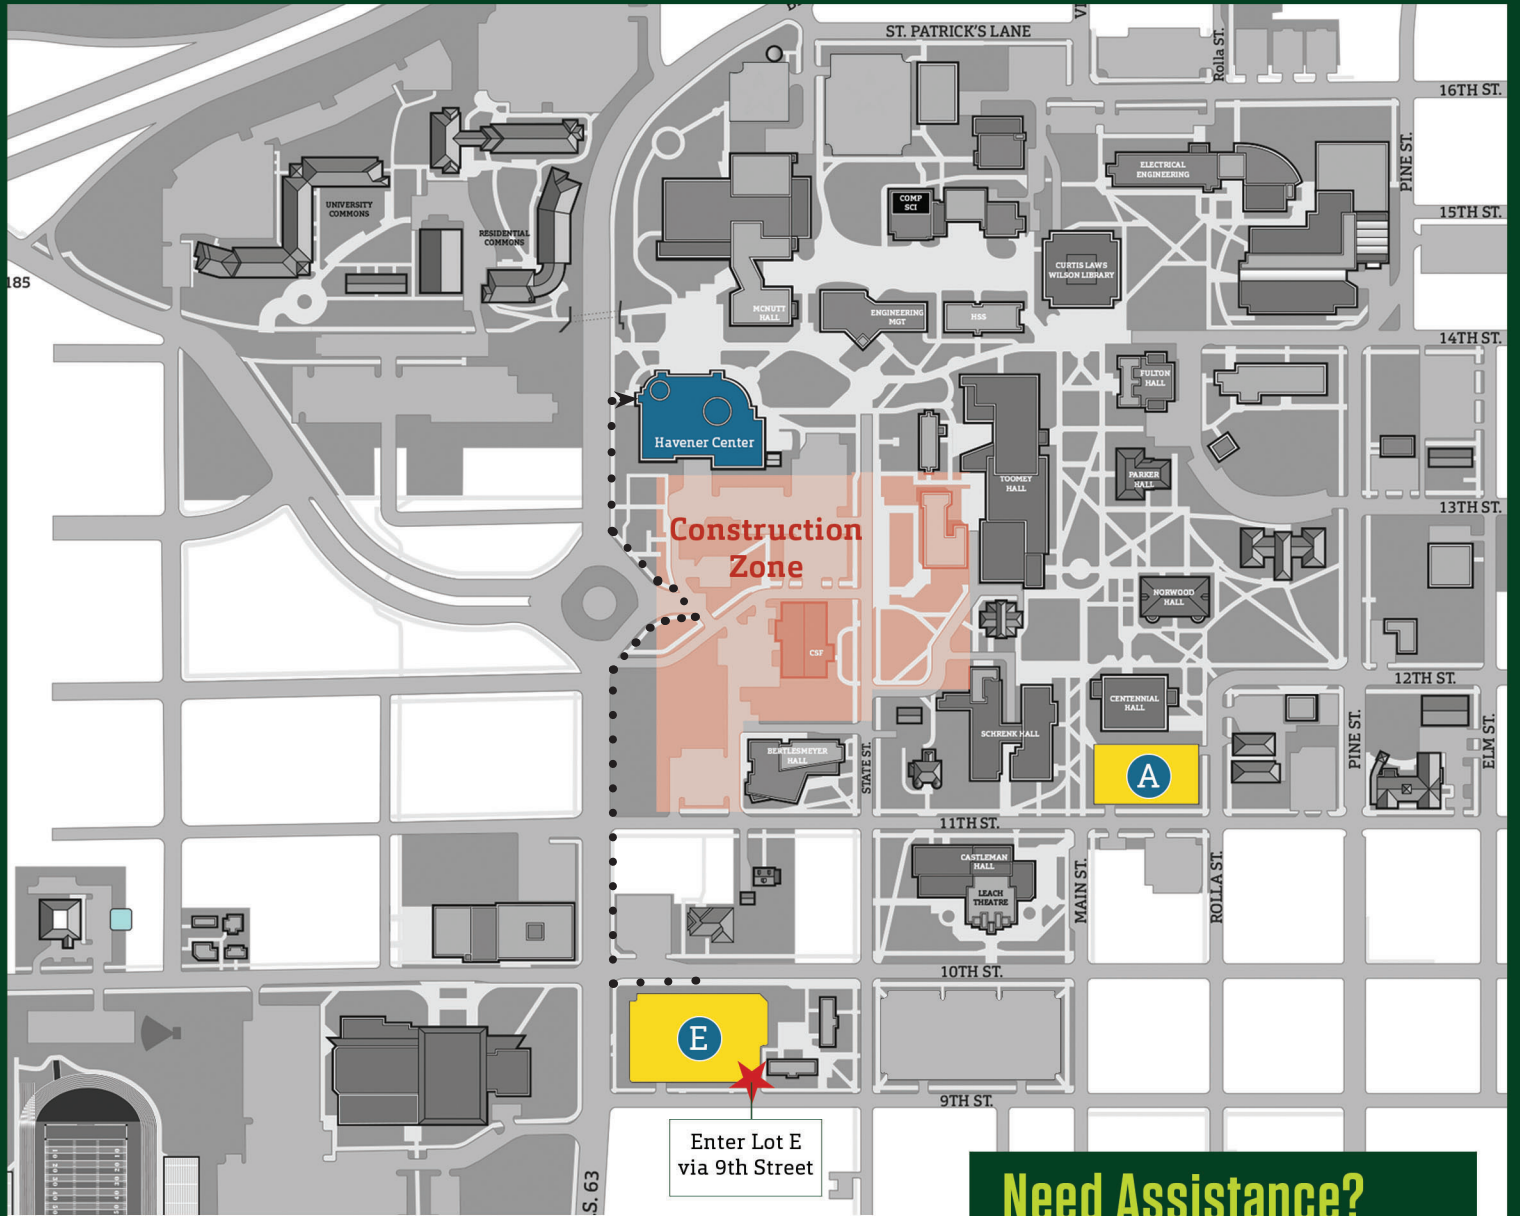 ST. PATRICK'S LANE
Rolla ST.
16TH ST.
PINE ST.
ELECTRICAL
ENGINEERING
UNIVERSITY
COMMONS
COMP
SCI
15TH ST.
RESIDENTIAL
COMMONS
185
CURTIS LAWS
WILSON LIBRARY
MCNUTT
HALL
ENGINEERING
MGT
HSS
14TH ST.
FULTON
HALL
Havener Center
PARKER
HALL
TOOMEY
HALL
13TH ST.
Construction
Zone
NORWOOD
HALL
CSF
12TH ST.
CENTENNIAL
HALL
SCHRENK HALL
PINE ST.
ELM ST.
BERTLESMEYER
HALL
STATE ST.
A
11TH ST.
CASTLEMAN
HALL
LEACH
THEATRE
MAIN ST.
ROLLA ST.
10TH ST.
E
9TH ST.
Enter Lot E
via 9th Street
.S. 63
Need Assistance?